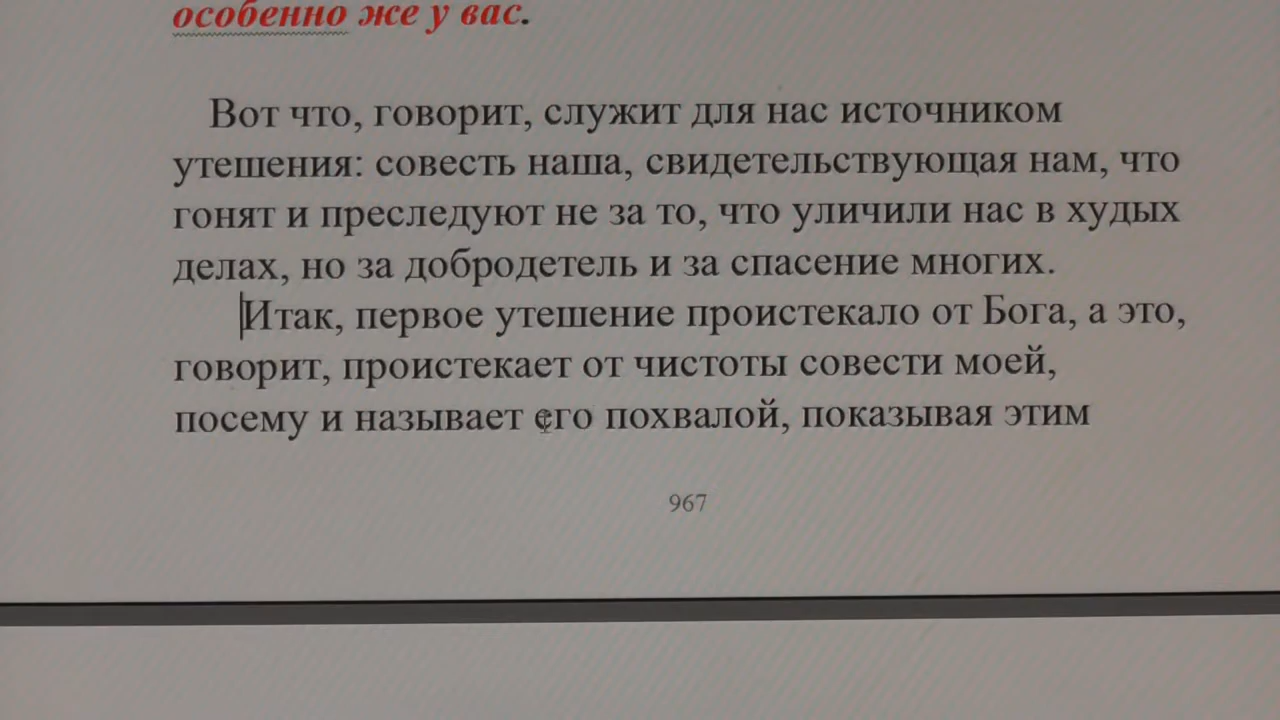 особенно же у вас.
Вот что, говорит, служит для нас источником
утешения: совесть наша, свидетельствующая нам, что
гонят и преследуют не за то, что уличили нас в худых
делах, но за добродетель и за спасение многих.
Итак, первое утешение проистекало от Бога, а это,
говорит, проистекает от чистоты совести моей,
посему и называет его похвалой, показывая этим
967